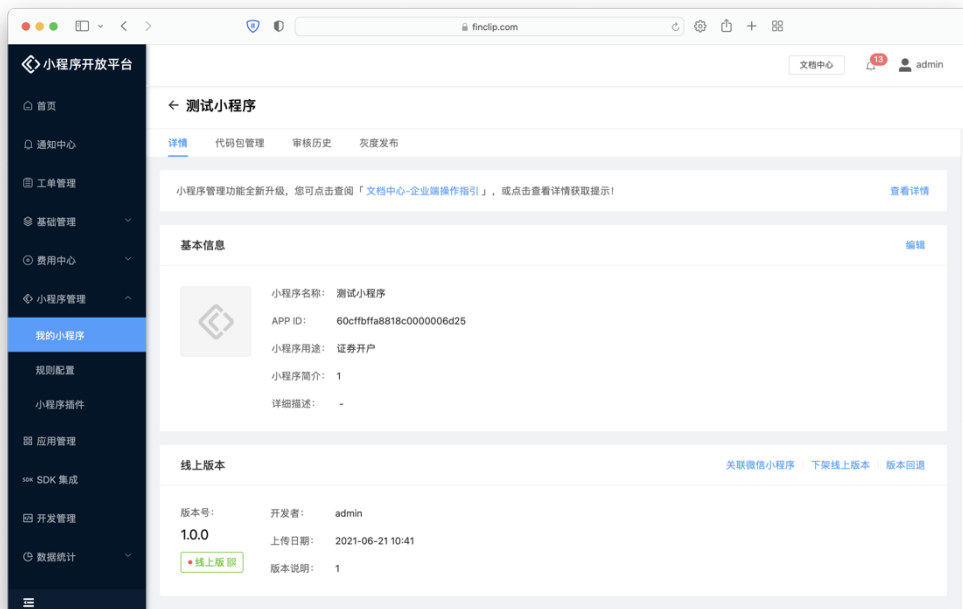 finclip.com
小程序开放平台
文档中心
13
admin
首页
通知中心
工单管理
基础管理
费用中心
小程序管理
我的小程序
规则配置
小程序插件
应用管理
SDK SDK 集成
开发管理
数据统计
← 测试小程序
详情 代码包管理 审核历史 灰度发布
小程序管理功能全新升级，您可点击查阅「 文档中心-企业端操作指引 」，或点击查看详情获取提示！ 查看详情
基本信息 编辑
小程序名称： 测试小程序
APP ID： 60cffbffa8818c0000006d25
小程序用途： 证券开户
小程序简介： 1
详细描述： -
线上版本 关联微信小程序 下架线上版本 版本回退
版本号：
1.0.0
线上版
开发者： admin
上传日期： 2021-06-21 10:41
版本说明： 1